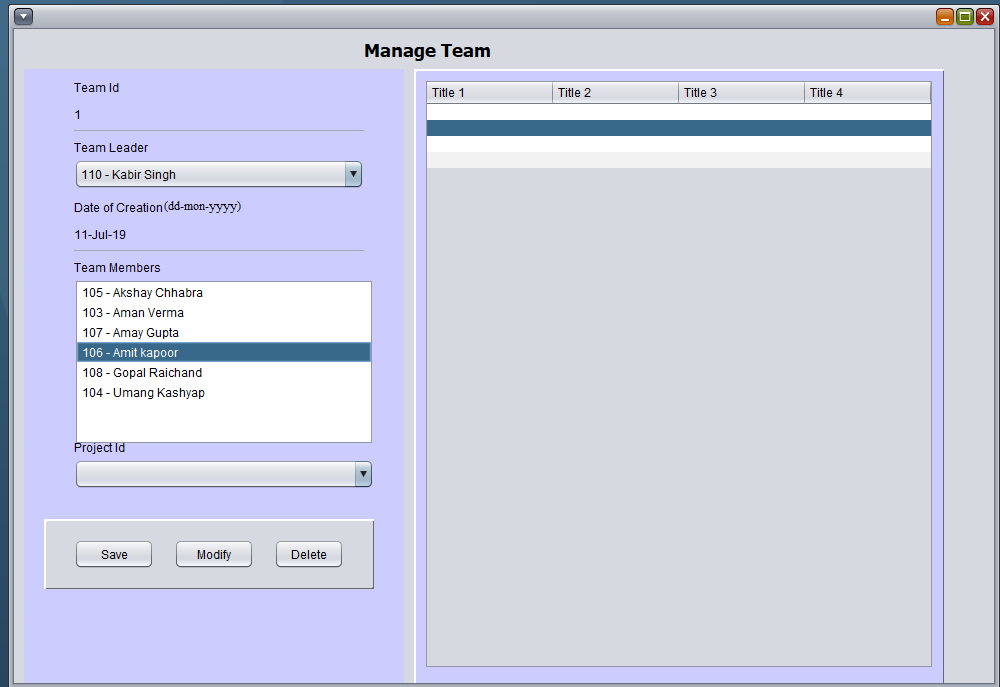 Manage Team
Team Id
1
Team Leader
110 - Kabir Singh
Date of Creation(dd-mon-yyyy)
11-Jul-19
Team Members
105 - Akshay Chhabra
103 - Aman Verma
107 - Amay Gupta
106 - Amit kapoor
108 - Gopal Raichand
104 - Umang Kashyap
Project Id
Save Modify Delete
Title 1 Title 2 Title 3 Title 4